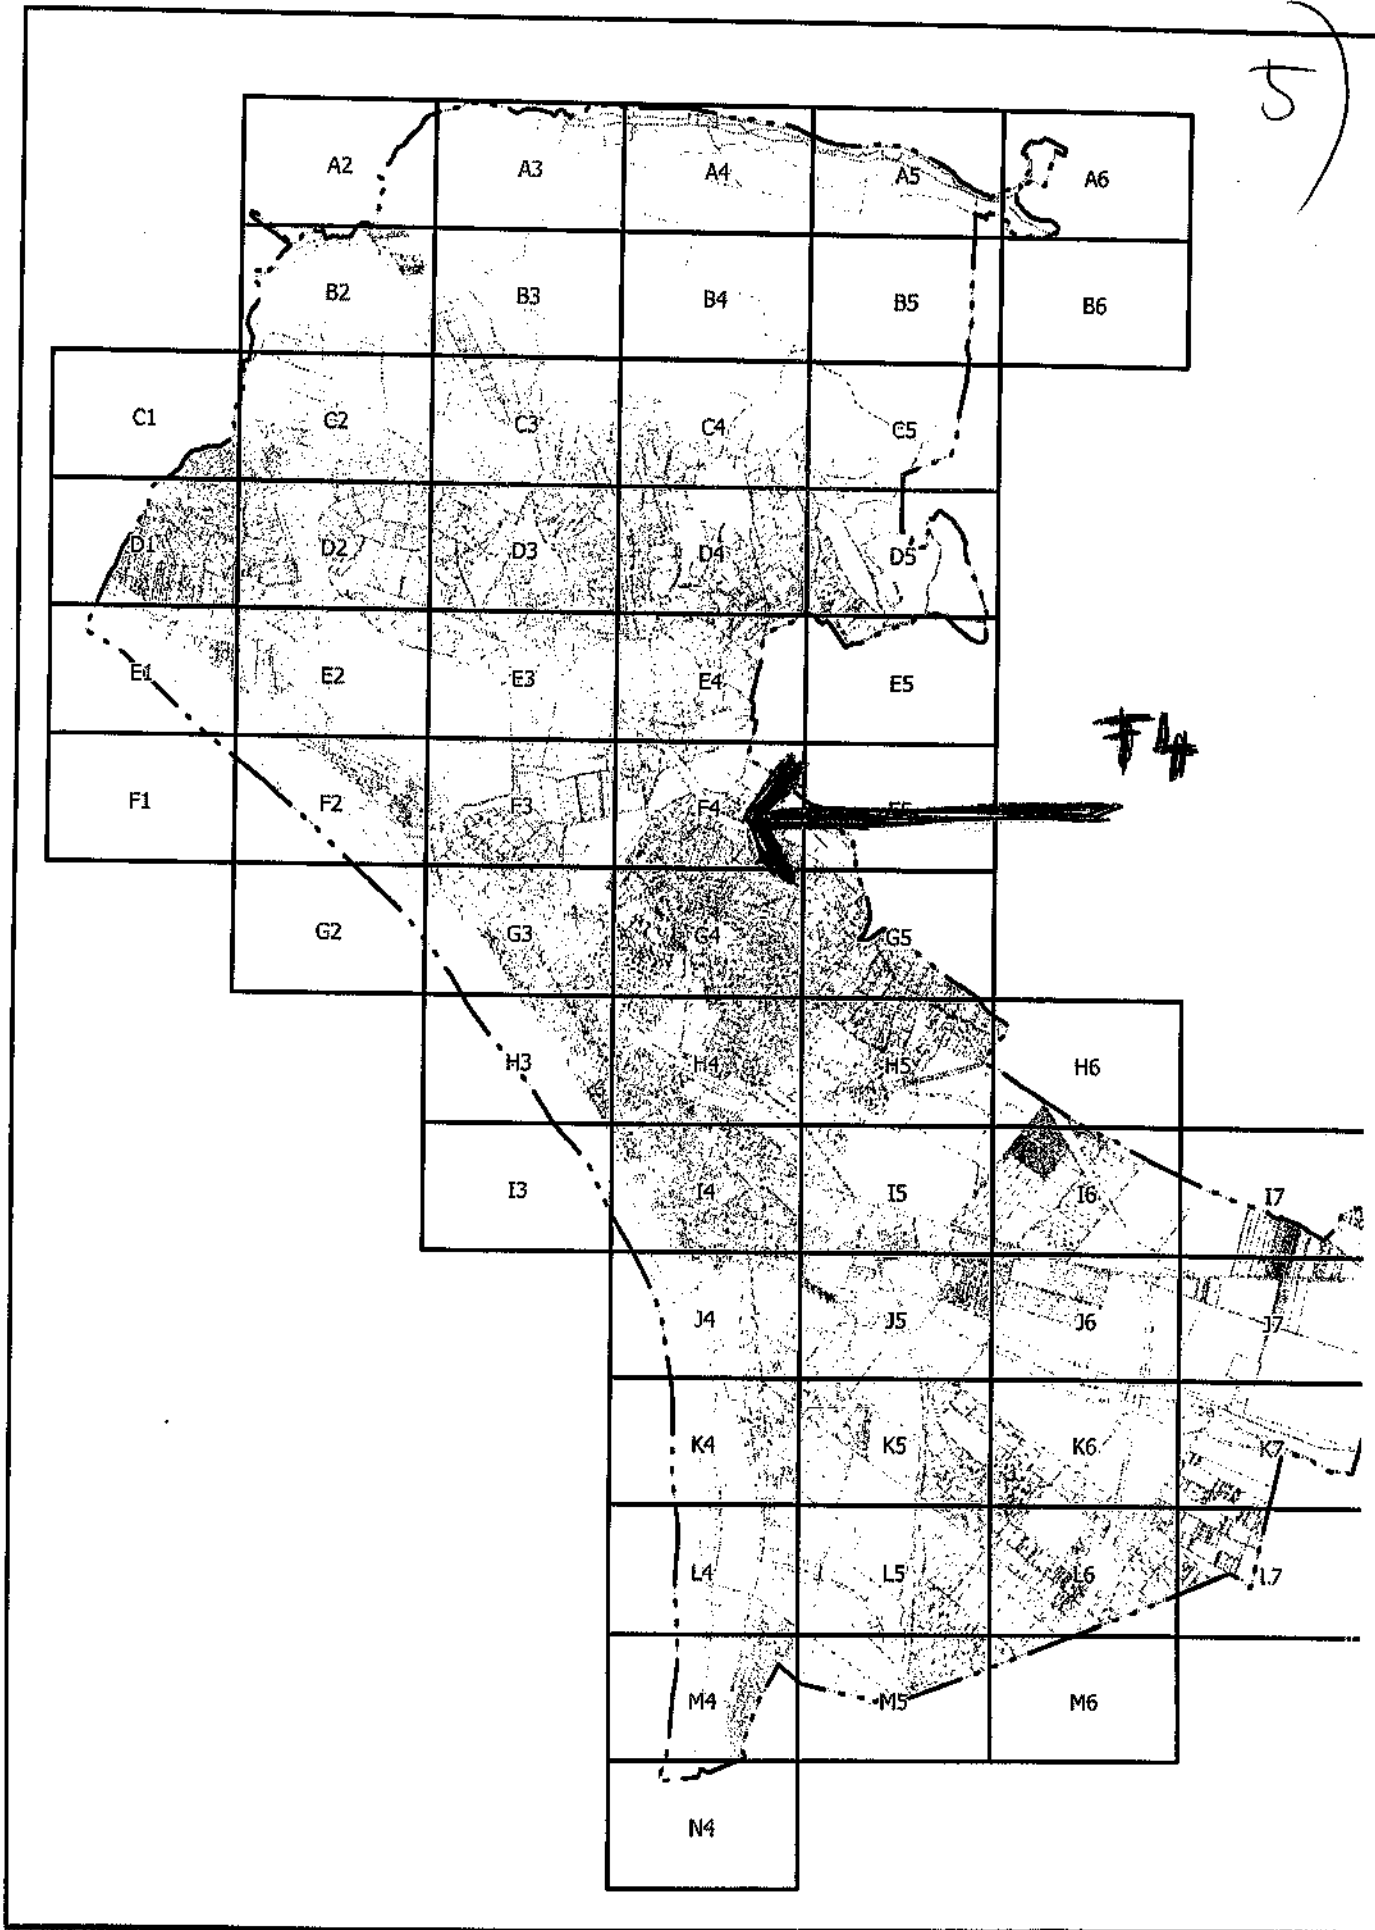 5)
A2 A3 A4 A5 A6
B2 B3 B4 B5 B6
C1 C2 C3 C4 C5
D1 D2 D3 D4 D5
E1 E2 E3 E4 E5
F4
F1 F2 F3 F4 F5
G2 G3 G4 G5
H3 H4 H5 H6
I3 I4 I5 I6 I7
J4 J5 J6 J7
K4 K5 K6 K7
L4 L5 L6 L7
M4 M5 M6
N4